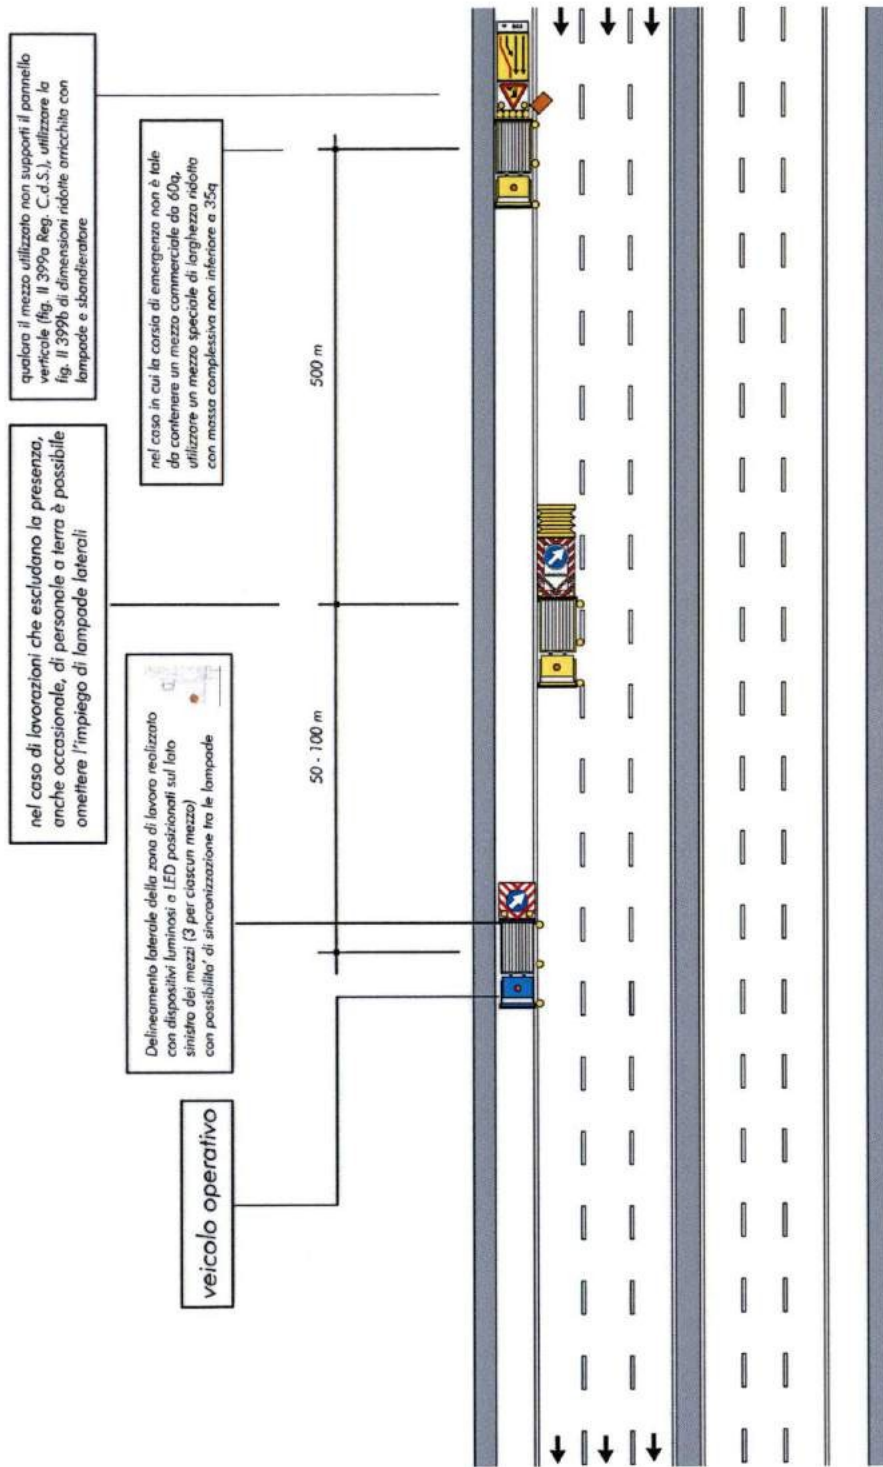 qualora il mezzo utilizzato non supporti il pannello
verticale (fig. II 399a Reg. C.d.S.), utilizzare la
fig. II 399b di dimensioni ridotte arricchita con
lampade e sbandieratore
nel caso in cui la corsia di emergenza non è tale
da contenere un mezzo commerciale da 60q,
utilizzare un mezzo speciale di larghezza ridotta
con massa complessiva non inferiore a 35q
500 m
nel caso di lavorazioni che escludano la presenza,
anche occasionale, di personale a terra è possibile
omettere l'impiego di lampade laterali
Delineamento laterale della zona di lavoro realizzato
con dispositivi luminosi a LED posizionati sul lato
sinistro dei mezzi (3 per ciascun mezzo)
con possibilita' di sincronizzazione tra le lampade
50 - 100 m
veicolo operativo